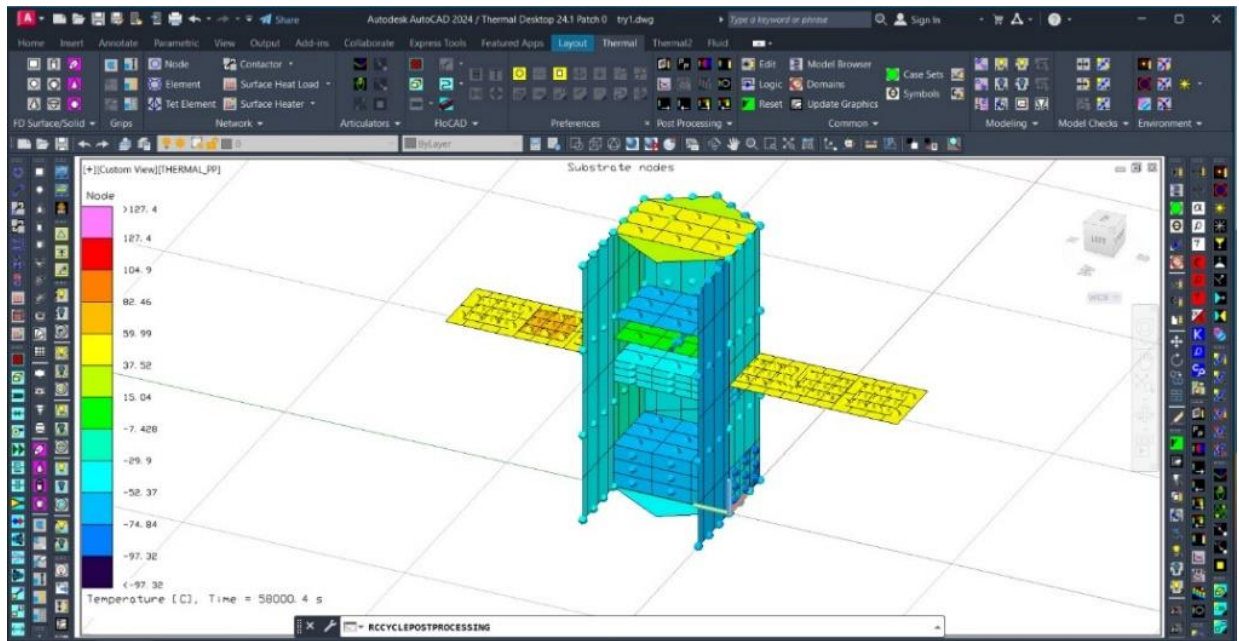 Autodesk AutoCAD 2024 / Thermal Desktop 24.1 Patch 0 try1.dwg
Share
Type a keyword or phrase
Sign In
Home Insert Annotate Parametric View Output Add-ins Collaborate Express Tools Featured Apps Layout Thermal Thermal2 Fluid
Node Contactor Edit Model Browser
Case Sets
Element Surface Heat Load Logic Domains
Symbols
Tet Element Surface Heater Reset Update Graphics
FD Surface/Solid Grips Network Articulators FloCAD Preferences Post Processing Common Modeling Model Checks Environment
0 ByLayer
[+][Custom View][THERMAL_PP]
Substrate nodes
Node
>127.4
127.4
104.9
82.46
59.99
37.52
15.04
-7.428
-29.9
-52.37
-74.84
-97.32
<-97.32
Temperature [C], Time = 58000.4 s
LEFT
WCS
RCCYCLEPOSTPROCESSING